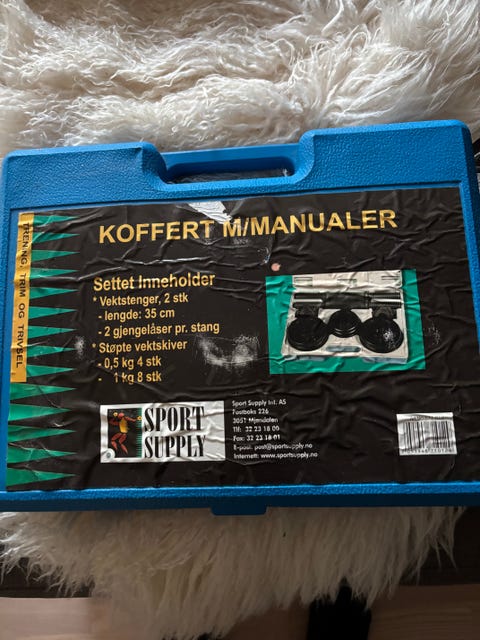 KOFFERT M/MANUALER
TRENING, TRIM OG TRIVSEL
Settet Inneholder
* Vektstenger, 2 stk
- lengde: 35 cm
- 2 gjengelåser pr. stang
* Støpte vektskiver
- 0,5 kg 4 stk
- 1 kg 8 stk
SPORT
SUPPLY
Sport Supply Int. AS
Postboks 226
3051 Mjøndalen
Tlf: 32 23 18 00
Fax: 32 23 18 01
E-post: post@sportsupply.no
Internett: www.sportsupply.no